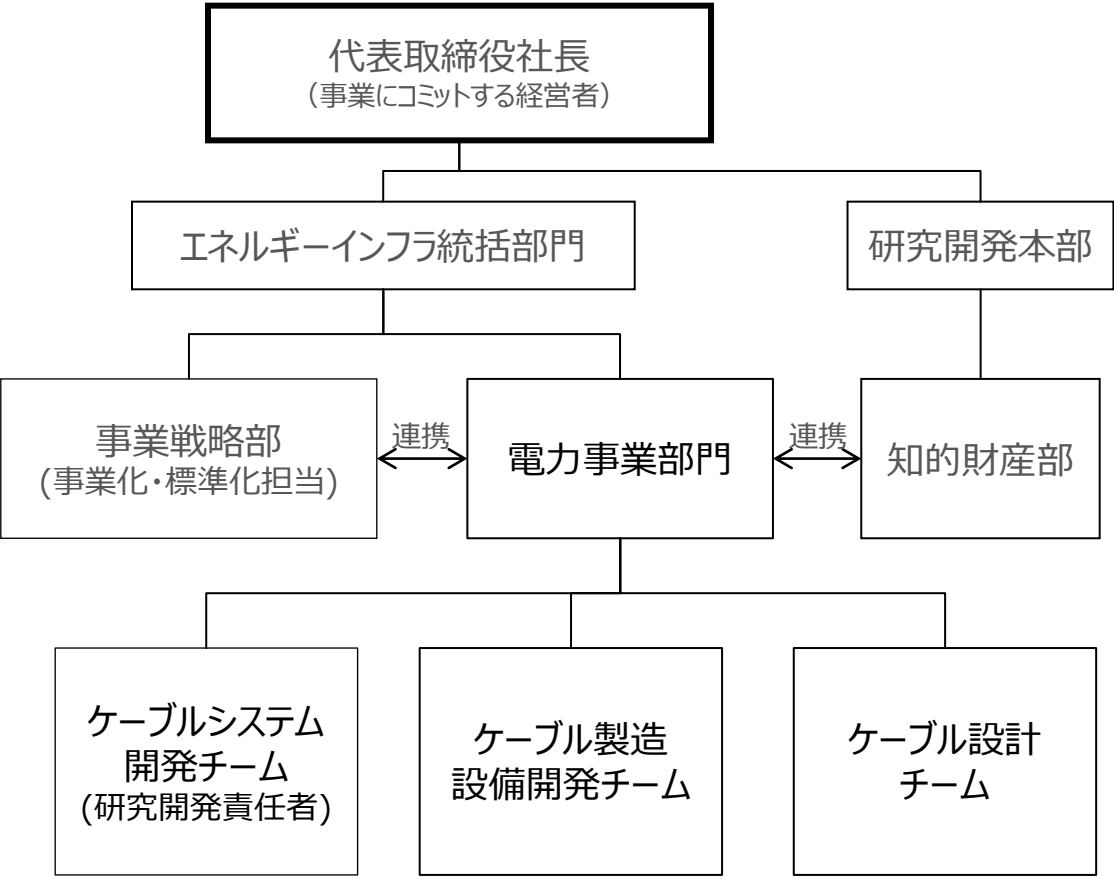 代表取締役社長
（事業にコミットする経営者）
エネルギーインフラ統括部門
研究開発本部
事業戦略部
(事業化・標準化担当)
連携
電力事業部門
連携
知的財産部
ケーブルシステム
開発チーム
(研究開発責任者)
ケーブル製造
設備開発チーム
ケーブル設計
チーム